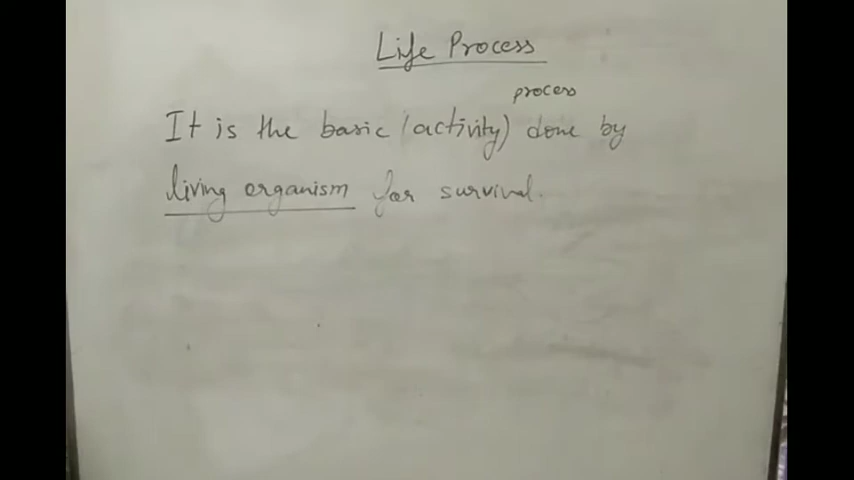 Life Process
process
It is the basic (activity) done by
living organism for survival.